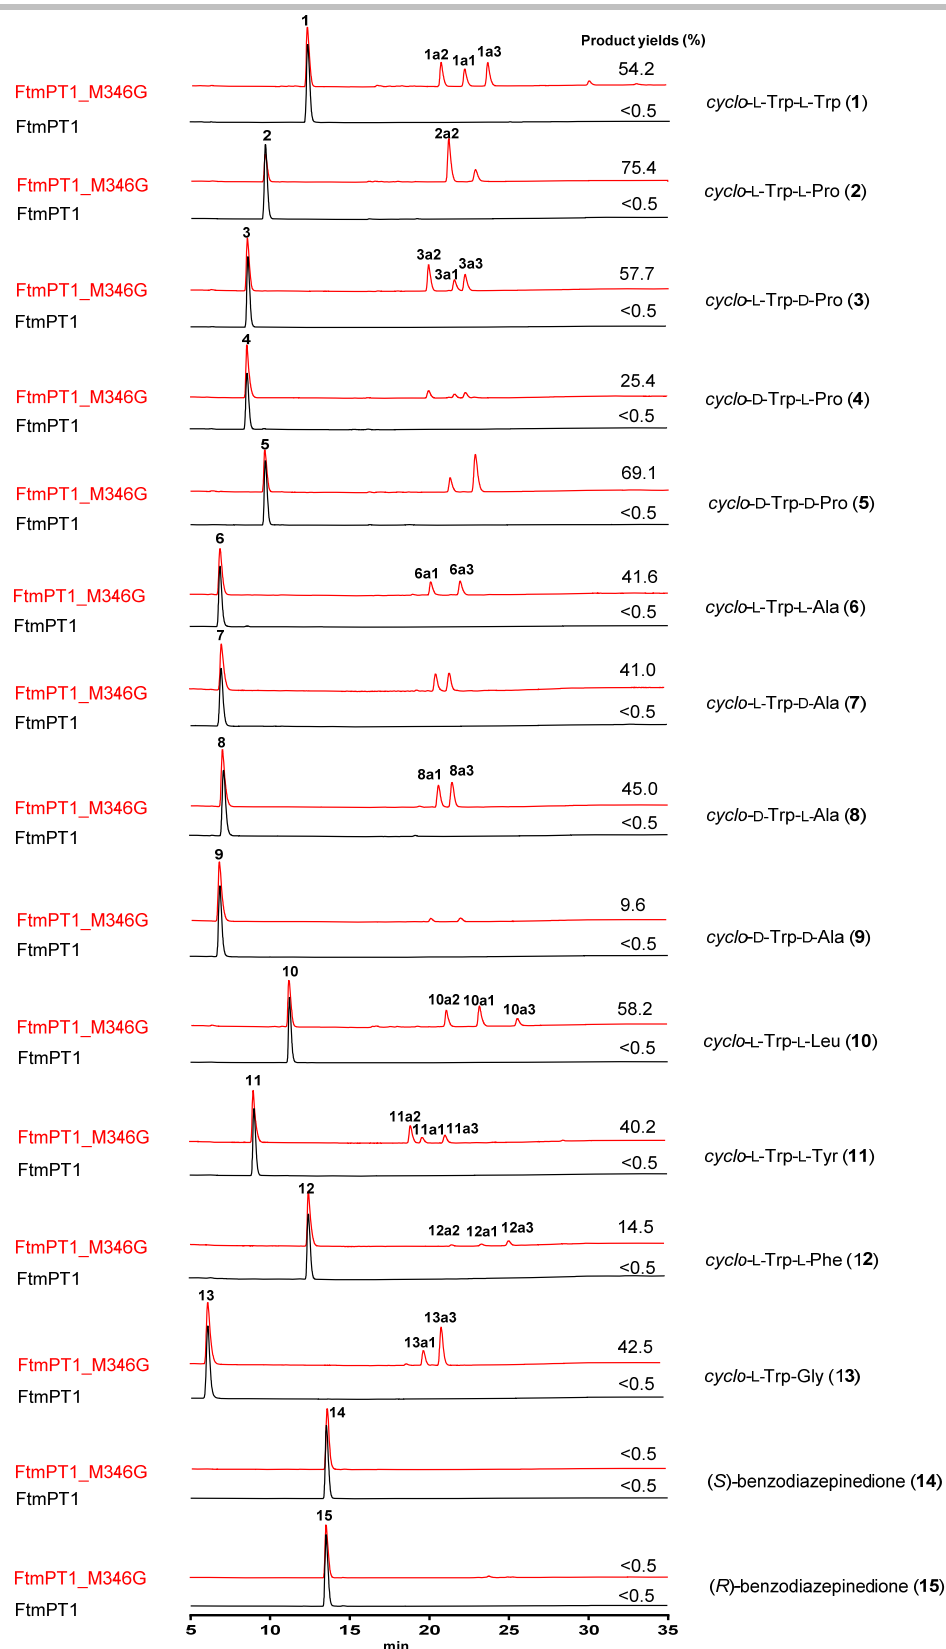 1
Product yields (%)
1a2 1a1 1a3
54.2
FtmPT1_M346G
cyclo-L-Trp-L-Trp (1)
<0.5
FtmPT1
2
2a2
75.4
FtmPT1_M346G
cyclo-L-Trp-L-Pro (2)
<0.5
FtmPT1
3
3a2 3a1 3a3
57.7
FtmPT1_M346G
cyclo-L-Trp-D-Pro (3)
<0.5
FtmPT1
4
25.4
FtmPT1_M346G
cyclo-D-Trp-L-Pro (4)
<0.5
FtmPT1
5
69.1
FtmPT1_M346G
cyclo-D-Trp-D-Pro (5)
<0.5
FtmPT1
6
6a1 6a3
41.6
FtmPT1_M346G
cyclo-L-Trp-L-Ala (6)
<0.5
FtmPT1
7
41.0
FtmPT1_M346G
cyclo-L-Trp-D-Ala (7)
<0.5
FtmPT1
8
8a1 8a3
45.0
FtmPT1_M346G
cyclo-D-Trp-L-Ala (8)
<0.5
FtmPT1
9
9.6
FtmPT1_M346G
cyclo-D-Trp-D-Ala (9)
<0.5
FtmPT1
10
10a2 10a1 10a3
58.2
FtmPT1_M346G
cyclo-L-Trp-L-Leu (10)
<0.5
FtmPT1
11
11a2 11a1 11a3
40.2
FtmPT1_M346G
cyclo-L-Trp-L-Tyr (11)
<0.5
FtmPT1
12
12a2 12a1 12a3
14.5
FtmPT1_M346G
cyclo-L-Trp-L-Phe (12)
<0.5
FtmPT1
13
13a1 13a3
42.5
FtmPT1_M346G
cyclo-L-Trp-Gly (13)
<0.5
FtmPT1
14
<0.5
FtmPT1_M346G
(S)-benzodiazepinedione (14)
<0.5
FtmPT1
15
<0.5
FtmPT1_M346G
(R)-benzodiazepinedione (15)
<0.5
FtmPT1
5 10 15 20 25 30 35
min